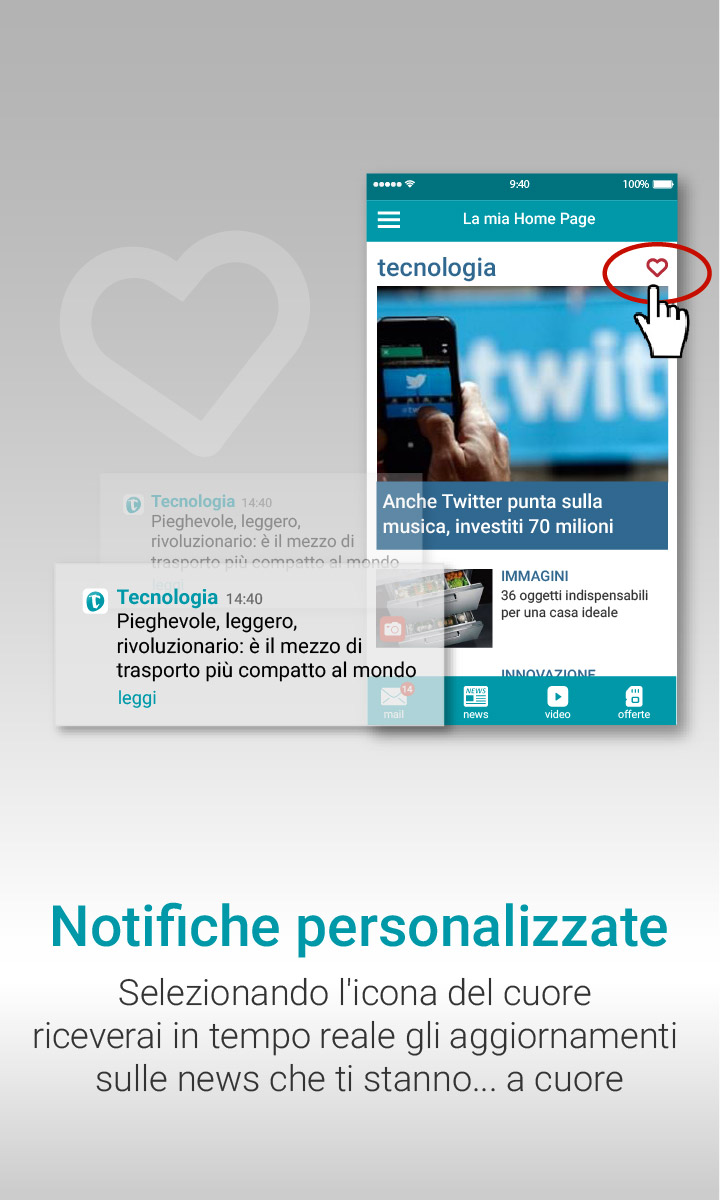 9:40
100%
La mia Home Page
tecnologia
twit
Anche Twitter punta sulla
musica, investiti 70 milioni
Tecnologia 14:40
Pieghevole, leggero,
rivoluzionario: è il mezzo di
trasporto più compatto al mondo
leggi
Tecnologia 14:40
Pieghevole, leggero,
rivoluzionario: è il mezzo di
trasporto più compatto al mondo
leggi
IMMAGINI
36 oggetti indispensabili
per una casa ideale
INNOVAZIONE
14
mail
NEWS
news
video
offerte
Notifiche personalizzate
Selezionando l'icona del cuore
riceverai in tempo reale gli aggiornamenti
sulle news che ti stanno... a cuore